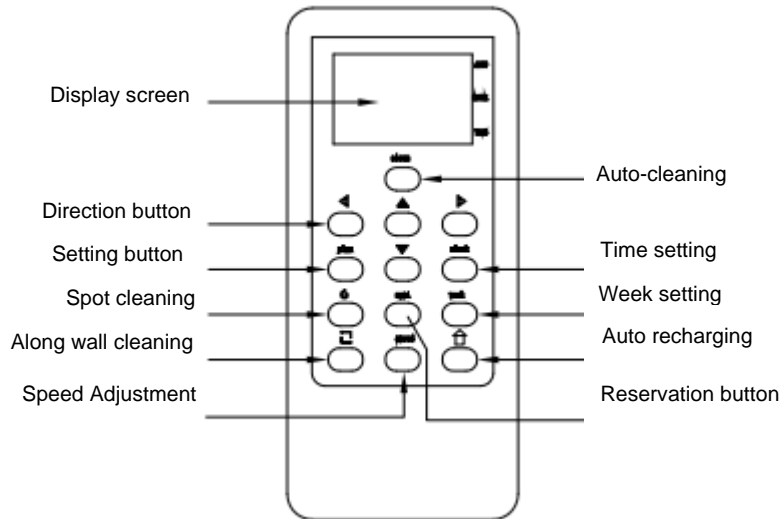 Display screen
Auto-cleaning
Direction button
Setting button
Time setting
Spot cleaning
Week setting
Along wall cleaning
Auto recharging
Speed Adjustment
Reservation button